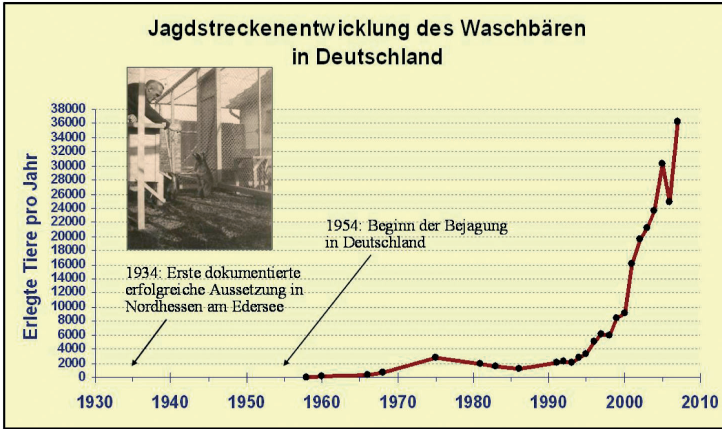 Jagdstreckenentwicklung des Waschbären
in Deutschland
Erlegte Tiere pro Jahr
38000
36000
34000
32000
30000
28000
26000
24000
22000
20000
18000
16000
14000
12000
10000
8000
6000
4000
2000
0
1934: Erste dokumentierte
erfolgreiche Aussetzung in
Nordhessen am Edersee
1954: Beginn der Bejagung
in Deutschland
1930 1940 1950 1960 1970 1980 1990 2000 2010